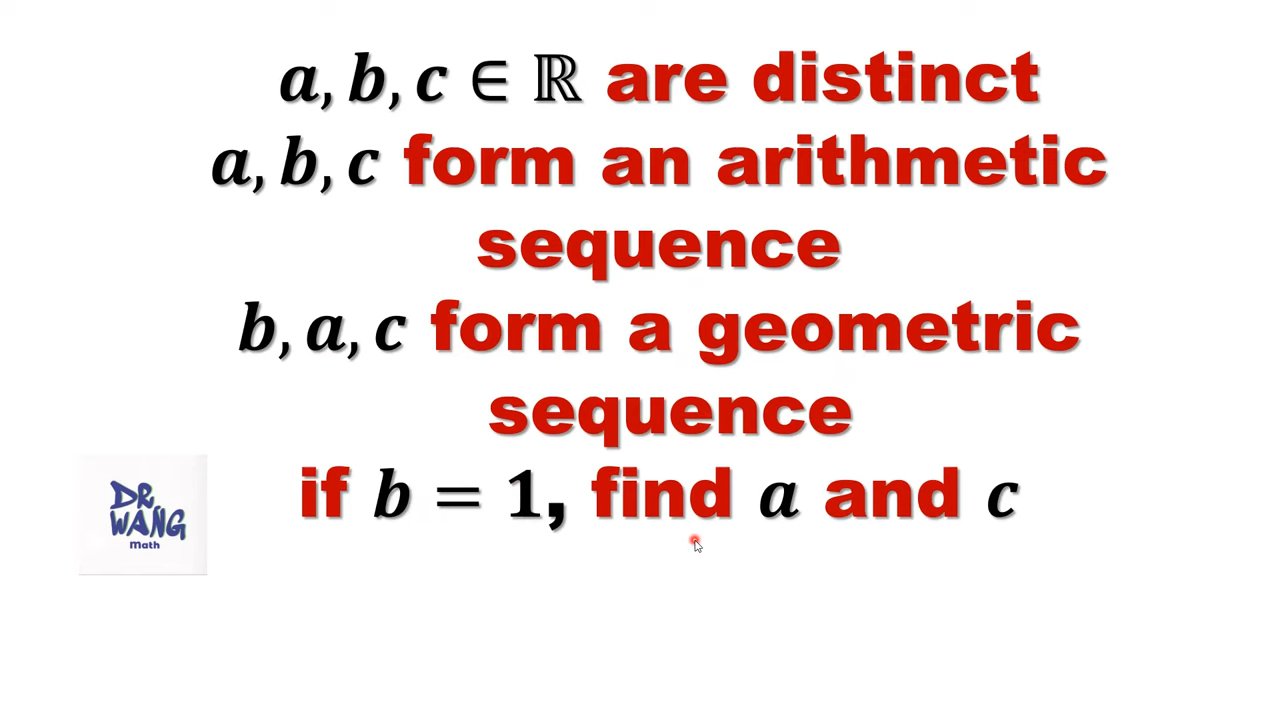 a, b, c ∈ ℝ are distinct
a, b, c form an arithmetic
sequence
b, a, c form a geometric
sequence
if b = 1, find a and c
DR
WANG
Math